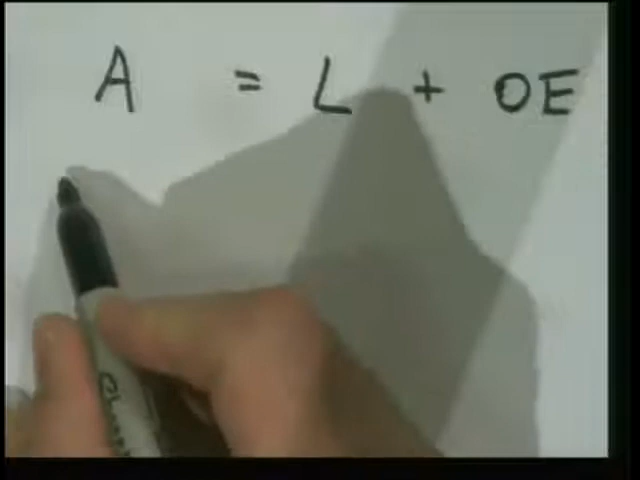 A = L + OE